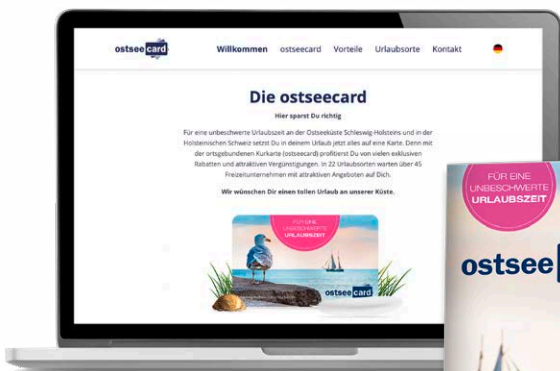 ostsee card
Willkommen ostseecard Vorteile Urlaubsorte Kontakt
Die ostseecard
Hier sparst Du richtig
Für eine unbeschwerte Urlaubszeit an der Ostseeküste Schleswig-Holsteins und in der
Holsteinischen Schweiz setzst Du in deinem Urlaub jetzt alles auf eine Karte. Denn mit
der ortsgebundenen Kurkarte (ostseecard) profitierst Du von vielen exklusiven
Rabatten und attraktiven Vergünstigungen. In 22 Urlaubsorten warten über 45
Freizeitunternehmen mit attraktiven Angeboten auf Dich.
Wir wünschen Dir einen tollen Urlaub an unserer Küste.
FÜR EINE
UNBESCHWERTE
URLAUBSZEIT
ostsee card
FÜR EINE
UNBESCHWERTE
URLAUBSZEIT
ostsee